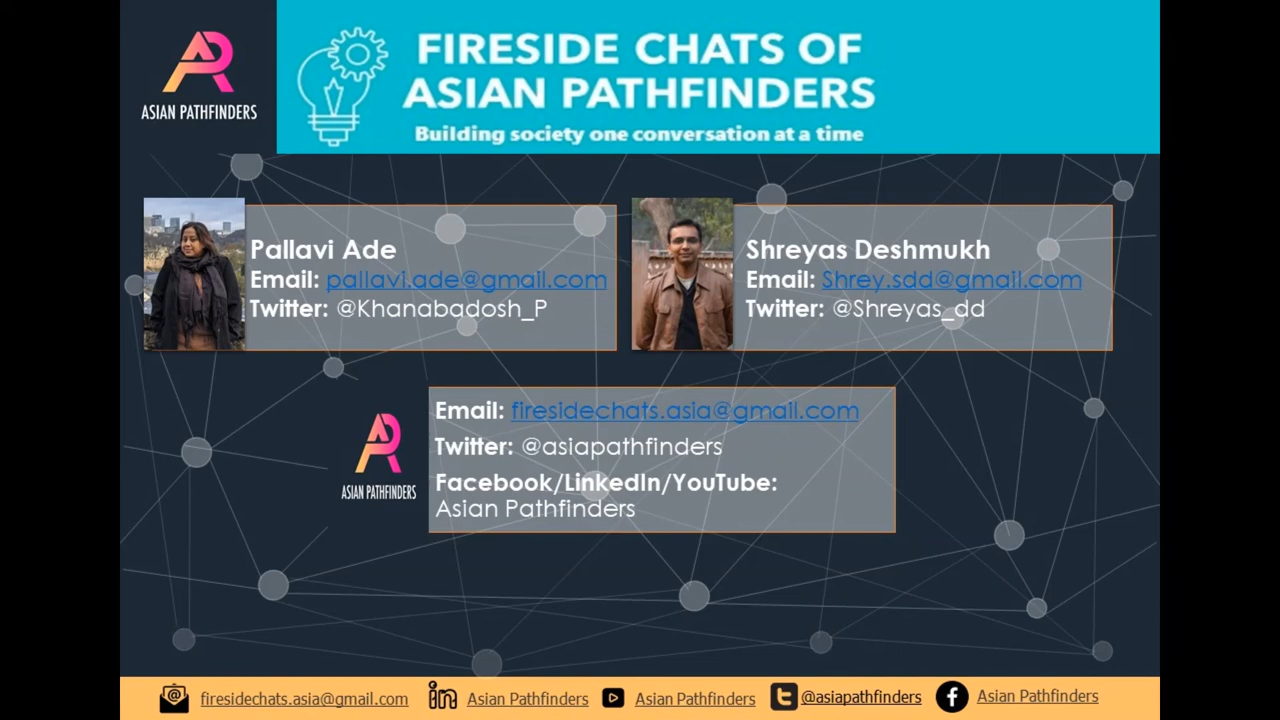 ASIAN PATHFINDERS
FIRESIDE CHATS OF
ASIAN PATHFINDERS
Building society one conversation at a time
Pallavi Ade
Email: pallavi.ade@gmail.com
Twitter: @Khanabadosh_P
Shreyas Deshmukh
Email: Shrey.sdd@gmail.com
Twitter: @Shreyas_dd
ASIAN PATHFINDERS
Email: firesidechats.asia@gmail.com
Twitter: @asiapathfinders
Facebook/LinkedIn/YouTube:
Asian Pathfinders
firesidechats.asia@gmail.com Asian Pathfinders Asian Pathfinders @asiapathfinders Asian Pathfinders